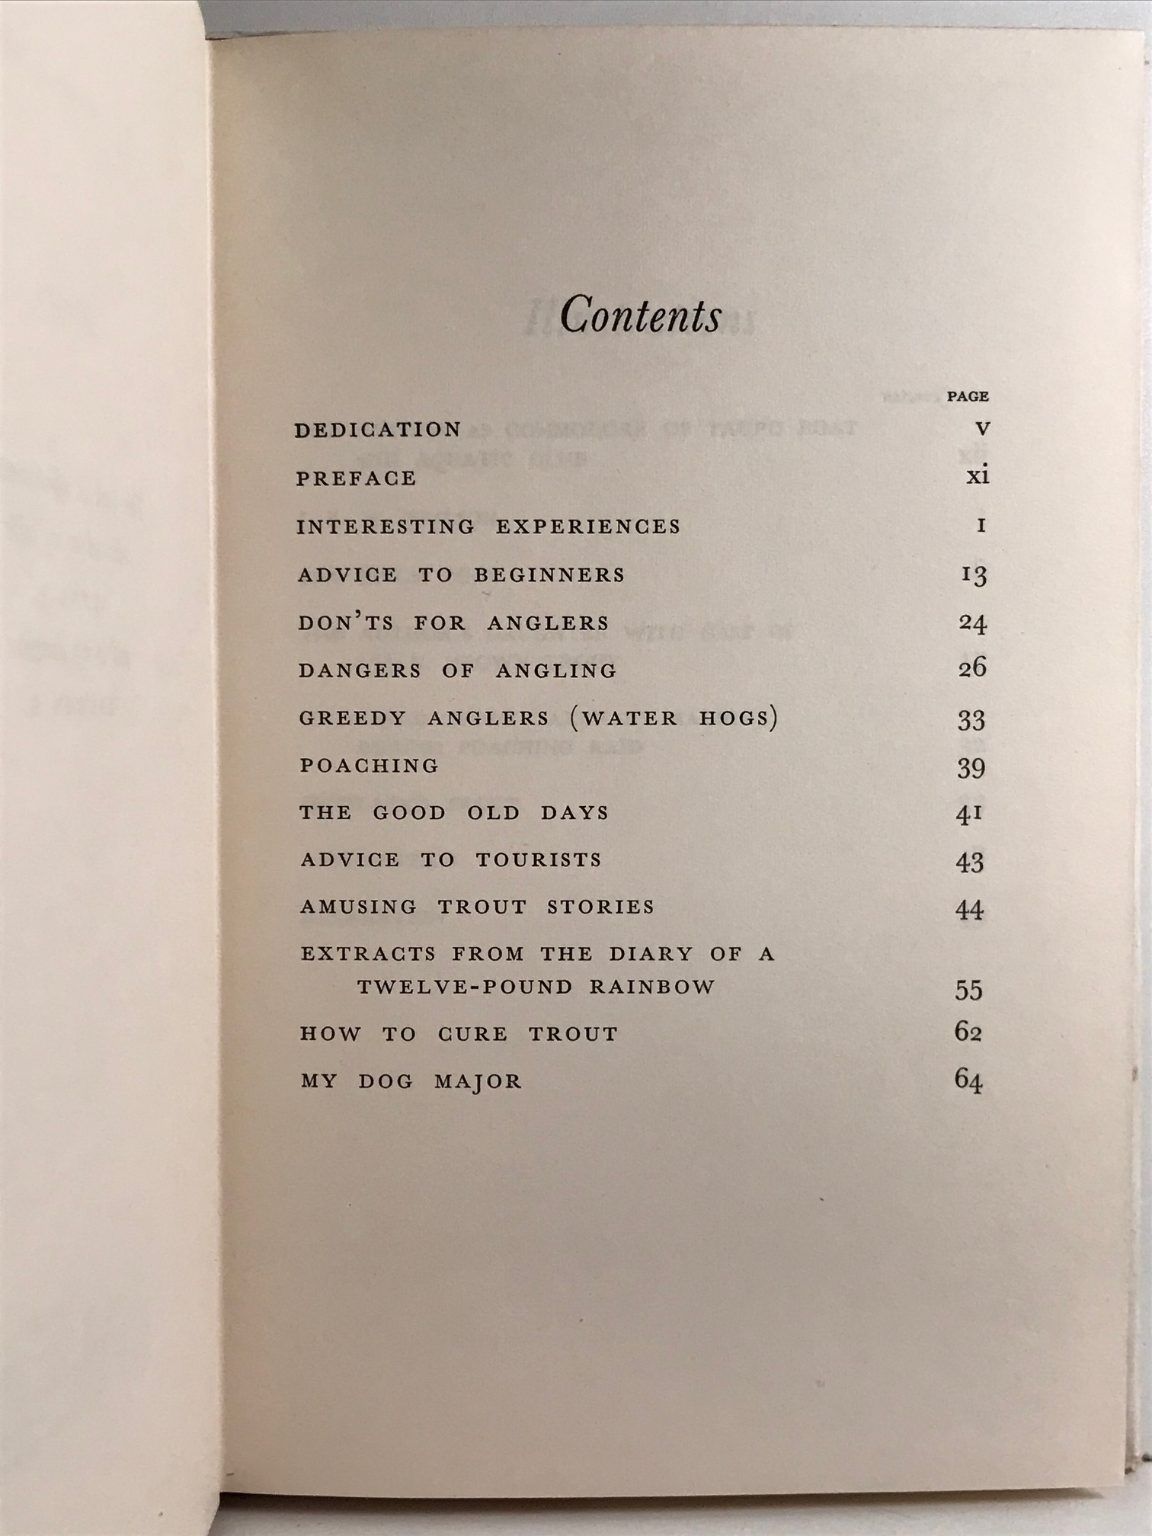 Contents
PAGE
DEDICATION v
PREFACE xi
INTERESTING EXPERIENCES 1
ADVICE TO BEGINNERS 13
DON'TS FOR ANGLERS 24
DANGERS OF ANGLING 26
GREEDY ANGLERS (WATER HOGS) 33
POACHING 39
THE GOOD OLD DAYS 41
ADVICE TO TOURISTS 43
AMUSING TROUT STORIES 44
EXTRACTS FROM THE DIARY OF A
TWELVE-POUND RAINBOW 55
HOW TO CURE TROUT 62
MY DOG MAJOR 64